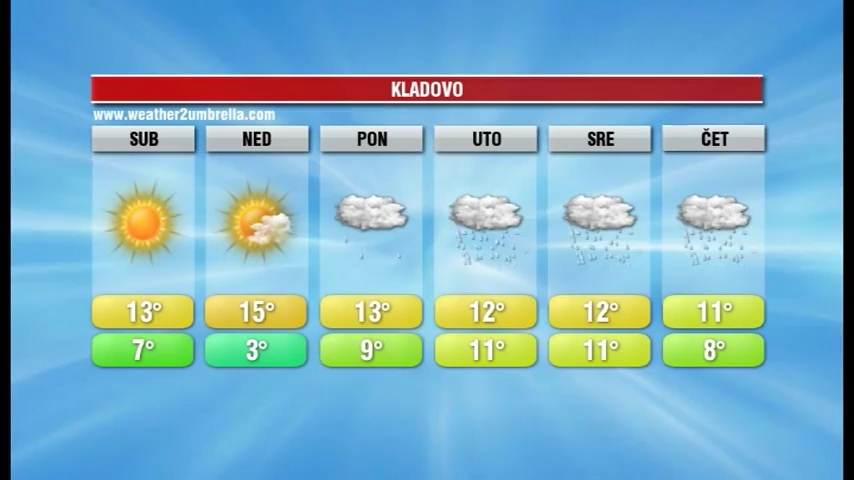 KLADOVO
www.weather2umbrella.com
SUB NED PON UTO SRE ČET
13° 15° 13° 12° 12° 11°
7° 3° 9° 11° 11° 8°